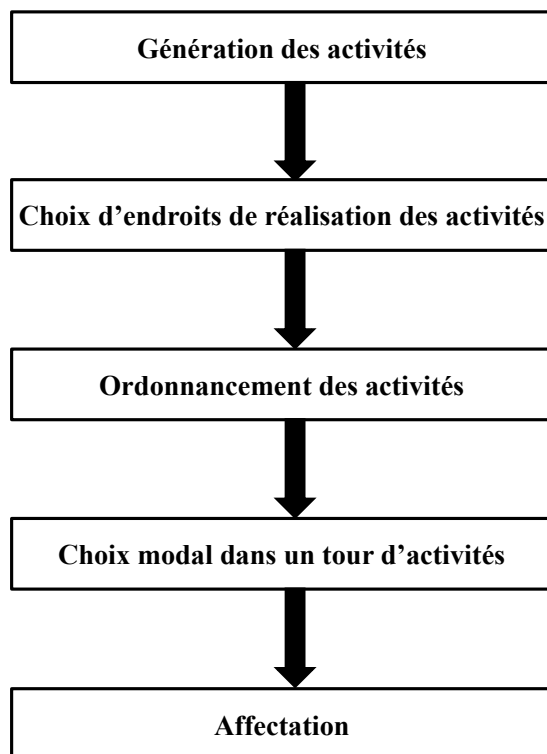 Génération des activités
Choix d’endroits de réalisation des activités
Ordonnancement des activités
Choix modal dans un tour d’activités
Affectation